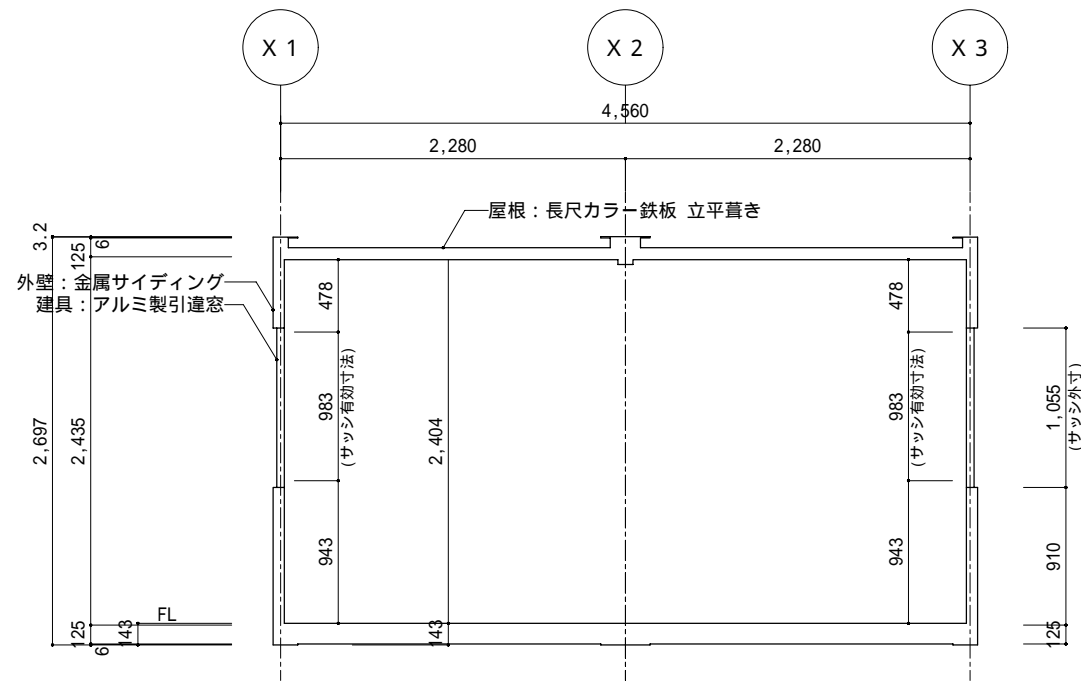 X 1
X 2
X 3
4,560
2,280
2,280
屋根：長尺カラー鉄板 立平葺き
3.2
6
125
外壁：金属サイディング
建具：アルミ製引違窓
478
478
983
(サッシ有効寸法)
983
(サッシ有効寸法)
1,055
(サッシ外寸)
2,697
2,435
2,404
943
943
910
FL
125
143
6
143
125